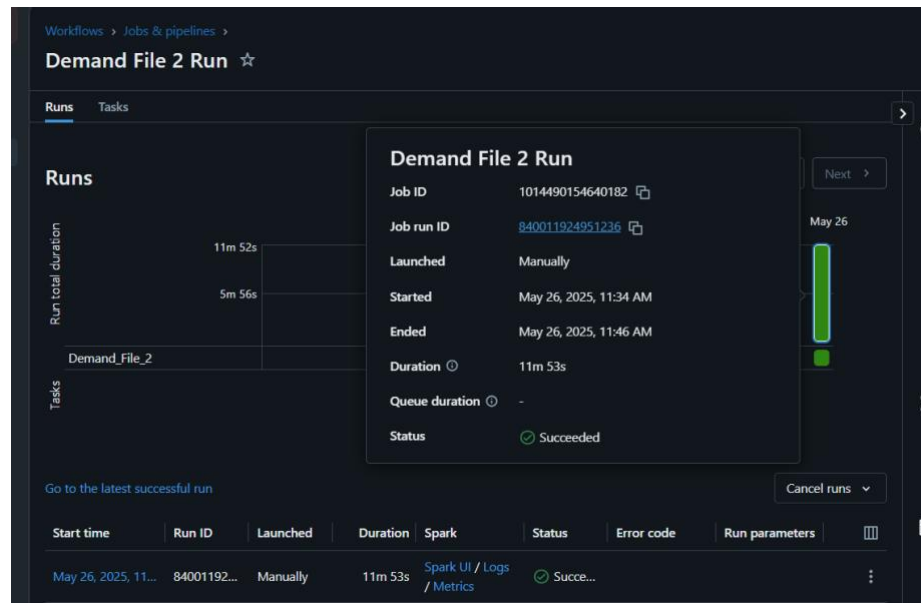 Workflows > Jobs & pipelines >
Demand File 2 Run
Runs Tasks
Runs
Next >
Run total duration
11m 52s
5m 56s
May 26
Demand_File_2
Tasks
Demand File 2 Run
Job ID 1014490154640182
Job run ID 840011924951236
Launched Manually
Started May 26, 2025, 11:34 AM
Ended May 26, 2025, 11:46 AM
Duration 11m 53s
Queue duration -
Status Succeeded
Go to the latest successful run
Cancel runs
Start time Run ID Launched Duration Spark Status Error code Run parameters
May 26, 2025, 11... 84001192... Manually 11m 53s Spark UI / Logs / Metrics Succe...